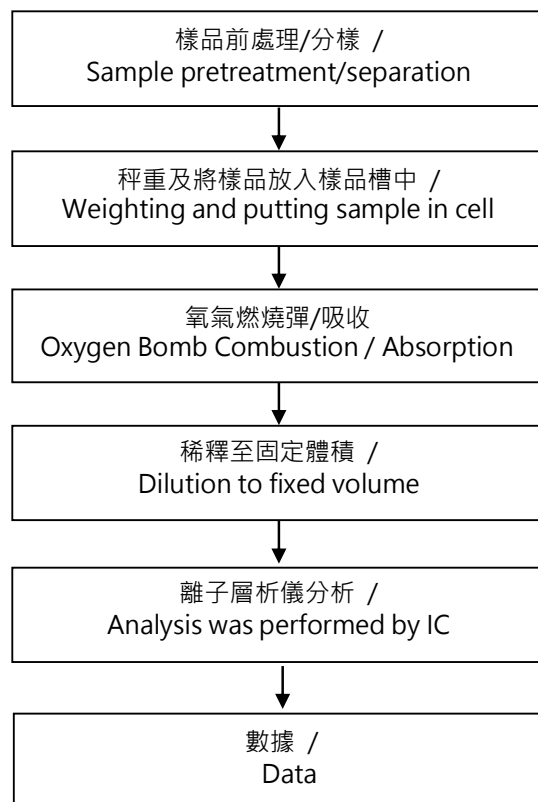 樣品前處理/分樣 /
Sample pretreatment/separation
秤重及將樣品放入樣品槽中 /
Weighting and putting sample in cell
氧氣燃燒彈/吸收
Oxygen Bomb Combustion / Absorption
稀釋至固定體積 /
Dilution to fixed volume
離子層析儀分析 /
Analysis was performed by IC
數據 /
Data